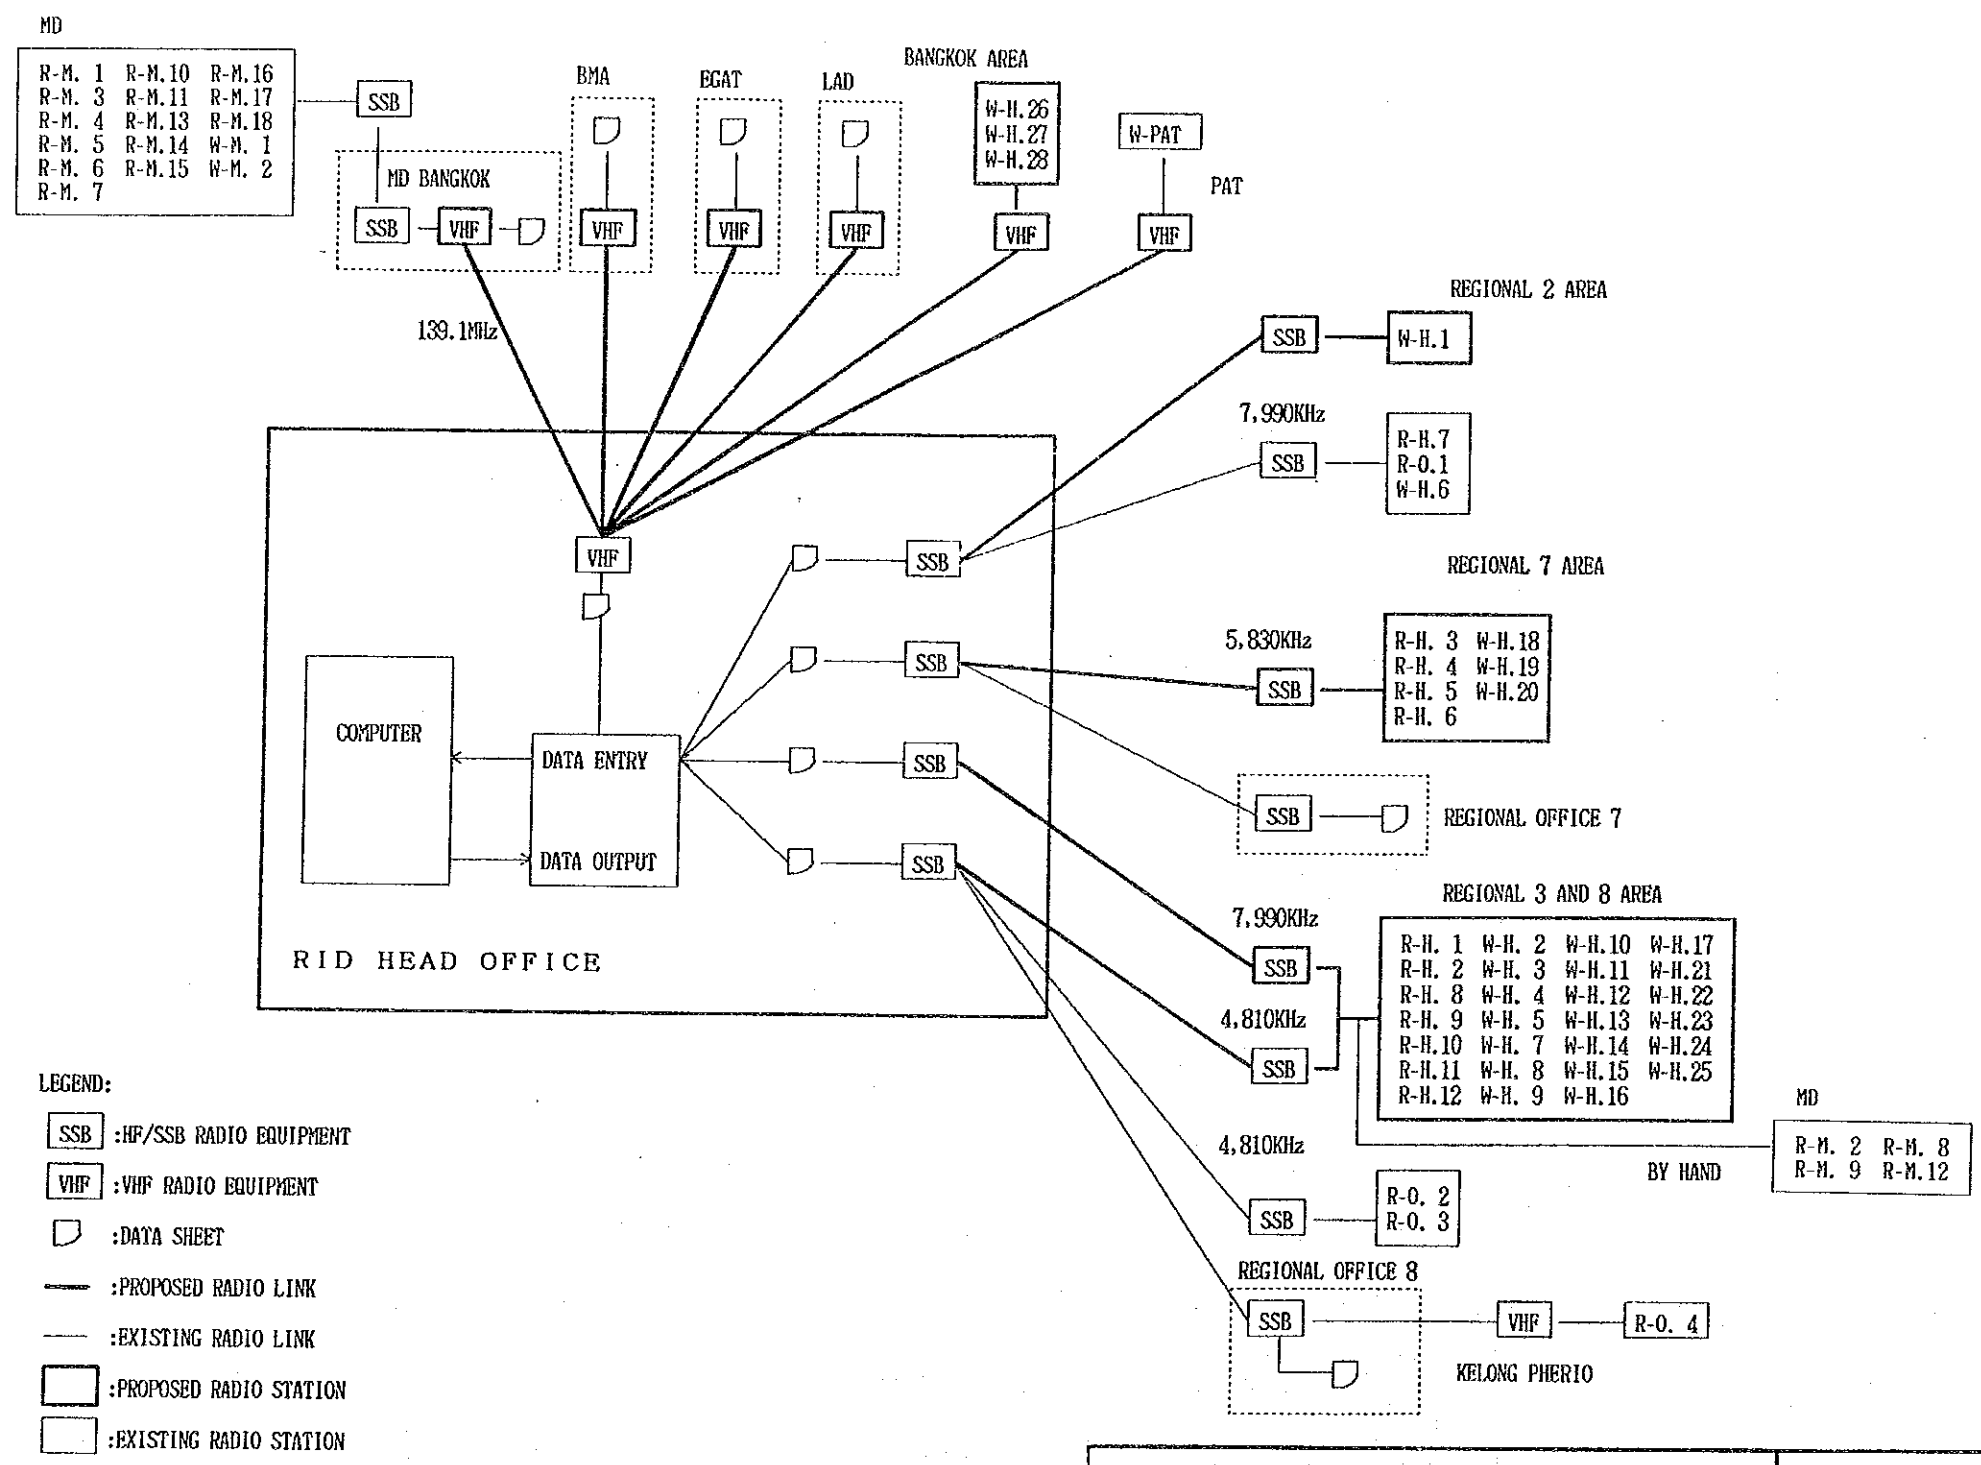 MD
R-M. 1 R-M.10 R-M.16
R-M. 3 R-M.11 R-M.17
R-M. 4 R-M.13 R-M.18
R-M. 5 R-M.14 W-M. 1
R-M. 6 R-M.15 W-M. 2
R-M. 7
SSB
MD BANGKOK
SSB VHF
BMA
VHF
EGAT
VHF
LAD
VHF
BANGKOK AREA
W-H.26
W-H.27
W-H.28
VHF
W-PAT
PAT
VHF
139.1MHz
REGIONAL 2 AREA
SSB
W-H.1
7,990KHz
SSB
R-H.7
R-O.1
W-H.6
VHF
SSB
SSB
SSB
SSB
COMPUTER
DATA ENTRY
DATA OUTPUT
RID HEAD OFFICE
REGIONAL 7 AREA
5,830KHz
SSB
R-H. 3 W-H.18
R-H. 4 W-H.19
R-H. 5 W-H.20
R-H. 6
SSB
REGIONAL OFFICE 7
REGIONAL 3 AND 8 AREA
7,990KHz
SSB
4,810KHz
SSB
R-H. 1 W-H. 2 W-H.10 W-H.17
R-H. 2 W-H. 3 W-H.11 W-H.21
R-H. 8 W-H. 4 W-H.12 W-H.22
R-H. 9 W-H. 5 W-H.13 W-H.23
R-H.10 W-H. 7 W-H.14 W-H.24
R-H.11 W-H. 8 W-H.15 W-H.25
R-H.12 W-H. 9 W-H.16
MD
BY HAND
R-M. 2 R-M. 8
R-M. 9 R-M.12
4,810KHz
SSB
R-O. 2
R-O. 3
REGIONAL OFFICE 8
SSB
VHF
R-O. 4
KELONG PHERIO
LEGEND:
SSB :HF/SSB RADIO EQUIPMENT
VHF :VHF RADIO EQUIPMENT
:DATA SHEET
:PROPOSED RADIO LINK
:EXISTING RADIO LINK
:PROPOSED RADIO STATION
:EXISTING RADIO STATION